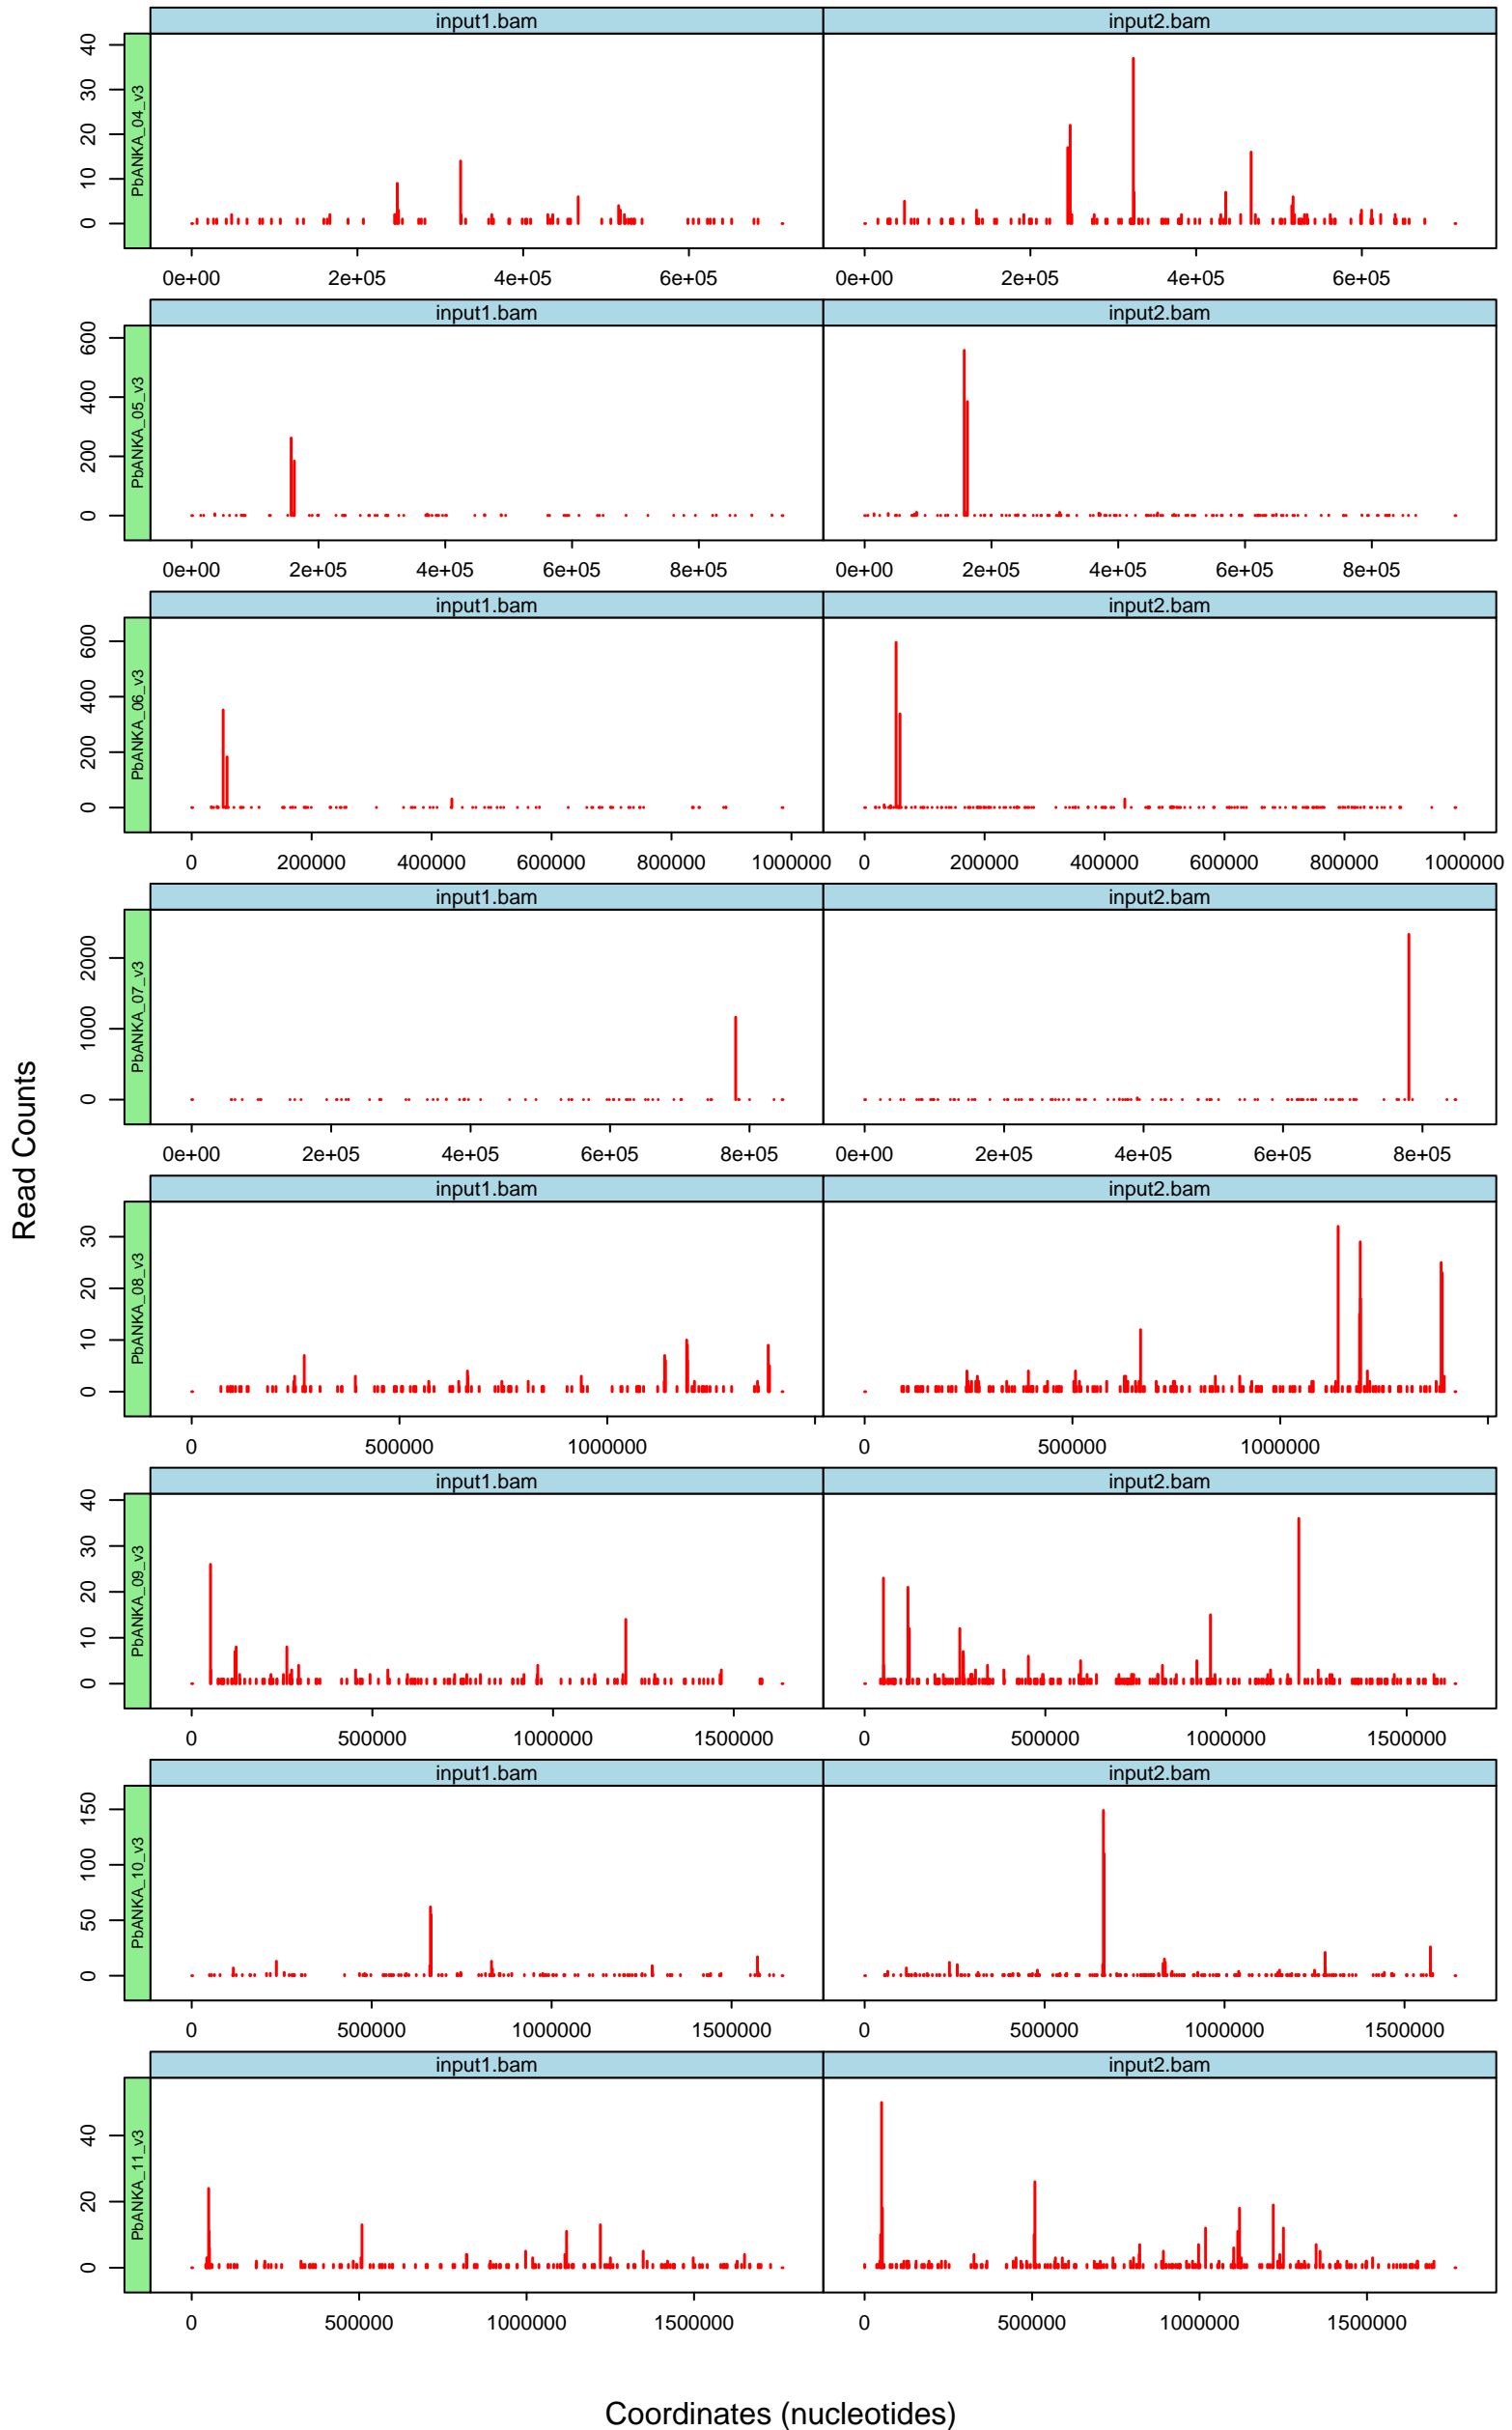 input1.bam input2.bam
PbANKA_04_v3
0 10 20 30 40
0e+00 2e+05 4e+05 6e+05 0e+00 2e+05 4e+05 6e+05
input1.bam input2.bam
PbANKA_05_v3
0 200 400 600
0e+00 2e+05 4e+05 6e+05 8e+05 0e+00 2e+05 4e+05 6e+05 8e+05
input1.bam input2.bam
PbANKA_06_v3
0 200 400 600
0 200000 400000 600000 800000 1000000 0 200000 400000 600000 800000 1000000
input1.bam input2.bam
PbANKA_07_v3
0 1000 2000
0e+00 2e+05 4e+05 6e+05 8e+05 0e+00 2e+05 4e+05 6e+05 8e+05
Read Counts
input1.bam input2.bam
PbANKA_08_v3
0 10 20 30
0 500000 1000000 0 500000 1000000
input1.bam input2.bam
PbANKA_09_v3
0 10 20 30 40
0 500000 1000000 1500000 0 500000 1000000 1500000
input1.bam input2.bam
PbANKA_10_v3
0 50 100 150
0 500000 1000000 1500000 0 500000 1000000 1500000
input1.bam input2.bam
PbANKA_11_v3
0 20 40
0 500000 1000000 1500000 0 500000 1000000 1500000
Coordinates (nucleotides)